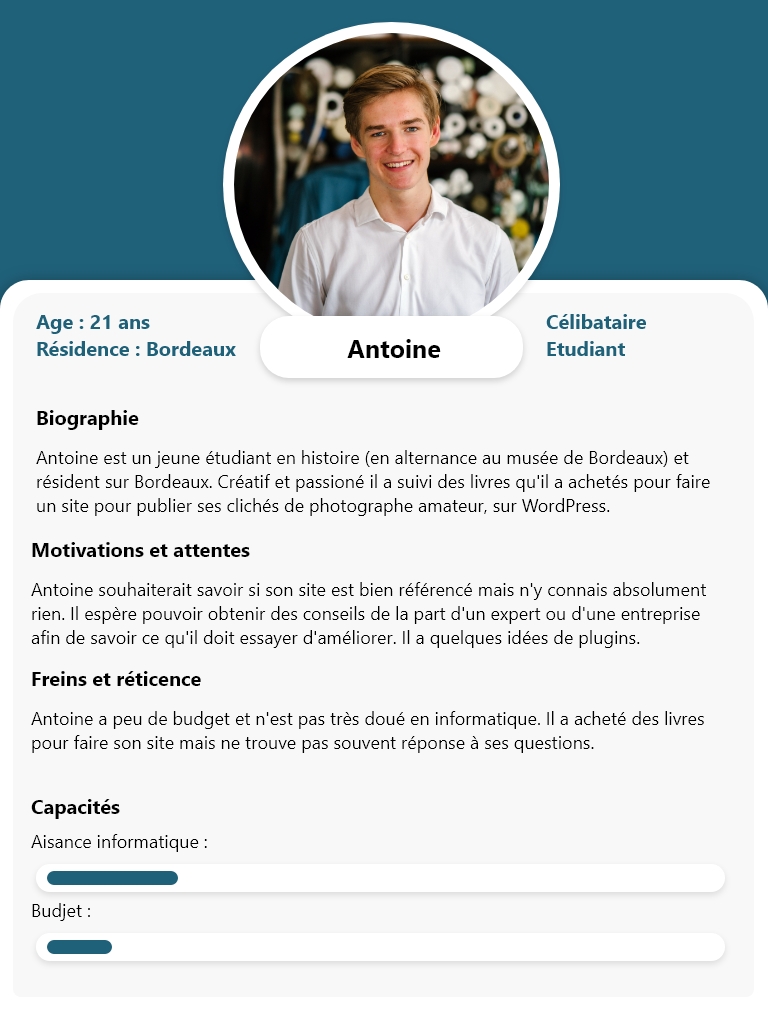 Age : 21 ans
Résidence : Bordeaux
Antoine
Célibataire
Etudiant
Biographie
Antoine est un jeune étudiant en histoire (en alternance au musée de Bordeaux) et
résident sur Bordeaux. Créatif et passioné il a suivi des livres qu'il a achetés pour faire
un site pour publier ses clichés de photographe amateur, sur WordPress.
Motivations et attentes
Antoine souhaiterait savoir si son site est bien référencé mais n'y connais absolument
rien. Il espère pouvoir obtenir des conseils de la part d'un expert ou d'une entreprise
afin de savoir ce qu'il doit essayer d'améliorer. Il a quelques idées de plugins.
Freins et réticence
Antoine a peu de budget et n'est pas très doué en informatique. Il a acheté des livres
pour faire son site mais ne trouve pas souvent réponse à ses questions.
Capacités
Aisance informatique :
Budjet :